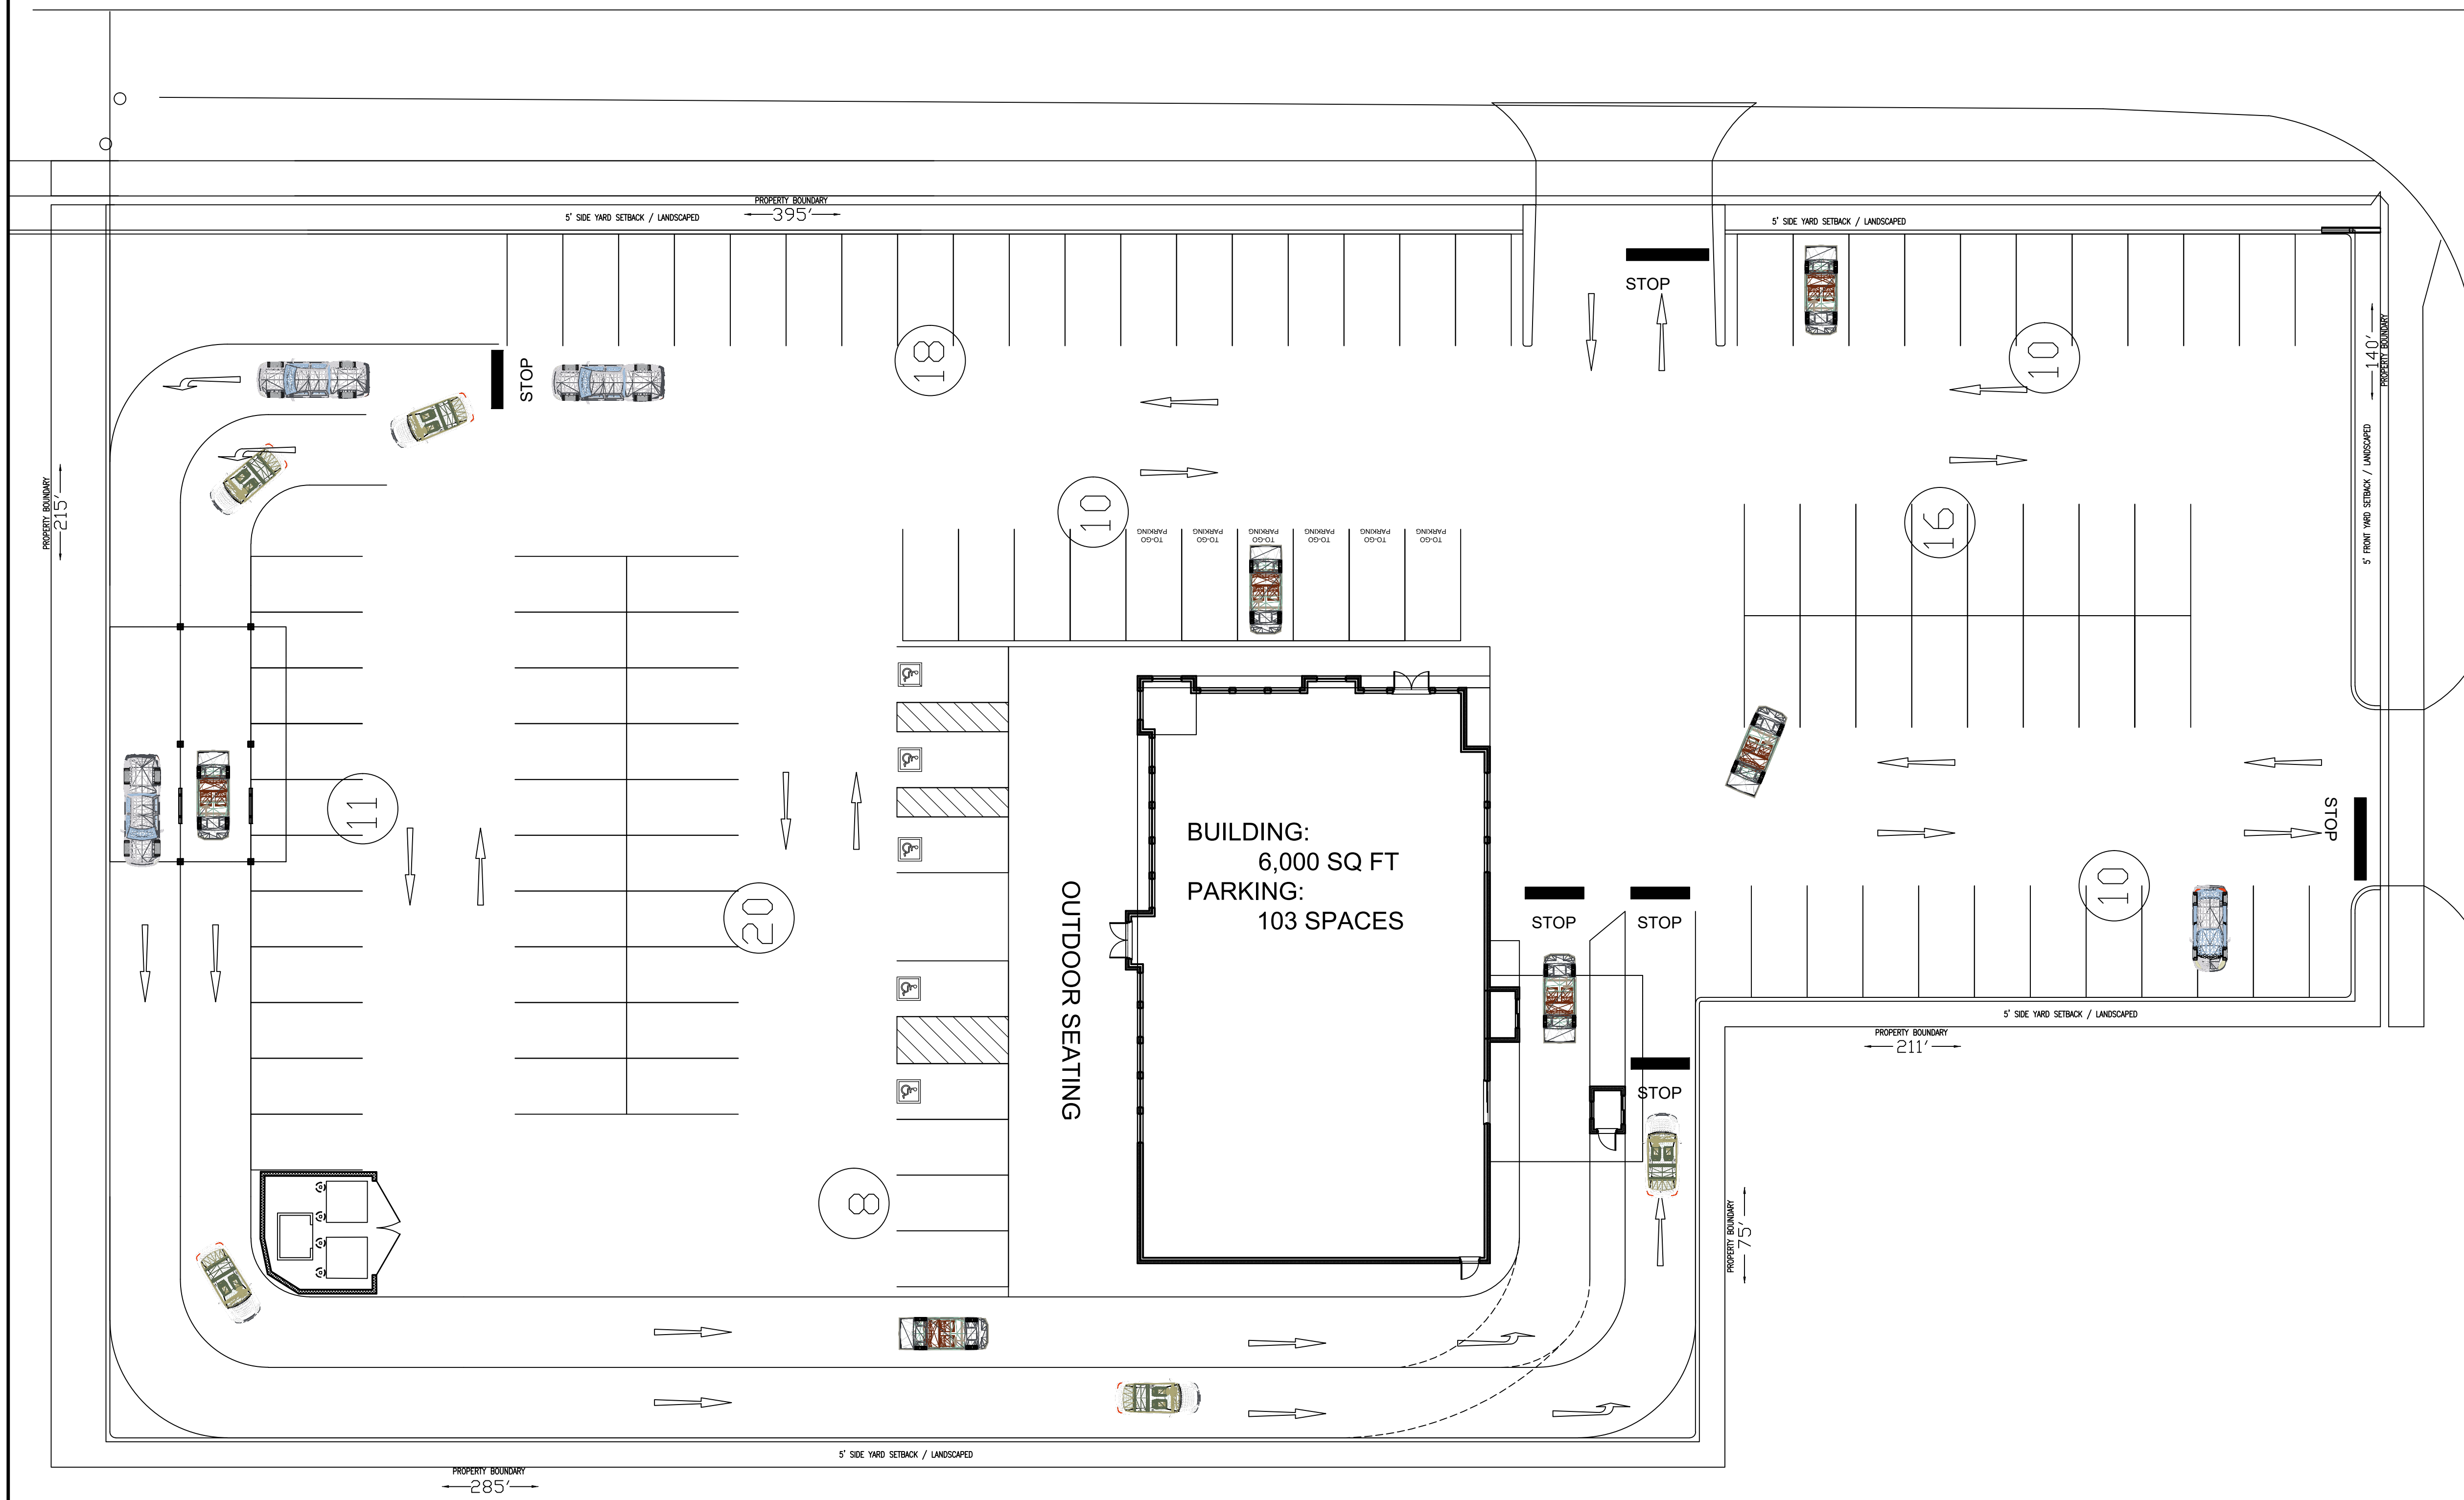 PROPERTY BOUNDARY
395'
5' SIDE YARD SETBACK / LANDSCAPED
5' SIDE YARD SETBACK / LANDSCAPED
STOP
140'
PROPERTY BOUNDARY
18
10
STOP
5' FRONT YARD SETBACK / LANDSCAPED
PROPERTY BOUNDARY
215'
10
16
TO-GO
PARKING
TO-GO
PARKING
TO-GO
PARKING
TO-GO
PARKING
TO-GO
PARKING
TO-GO
PARKING
11
20
BUILDING:
6,000 SQ FT
PARKING:
103 SPACES
STOP
10
STOP
STOP
OUTDOOR SEATING
5' SIDE YARD SETBACK / LANDSCAPED
PROPERTY BOUNDARY
211'
STOP
8
PROPERTY BOUNDARY
75'
5' SIDE YARD SETBACK / LANDSCAPED
PROPERTY BOUNDARY
285'